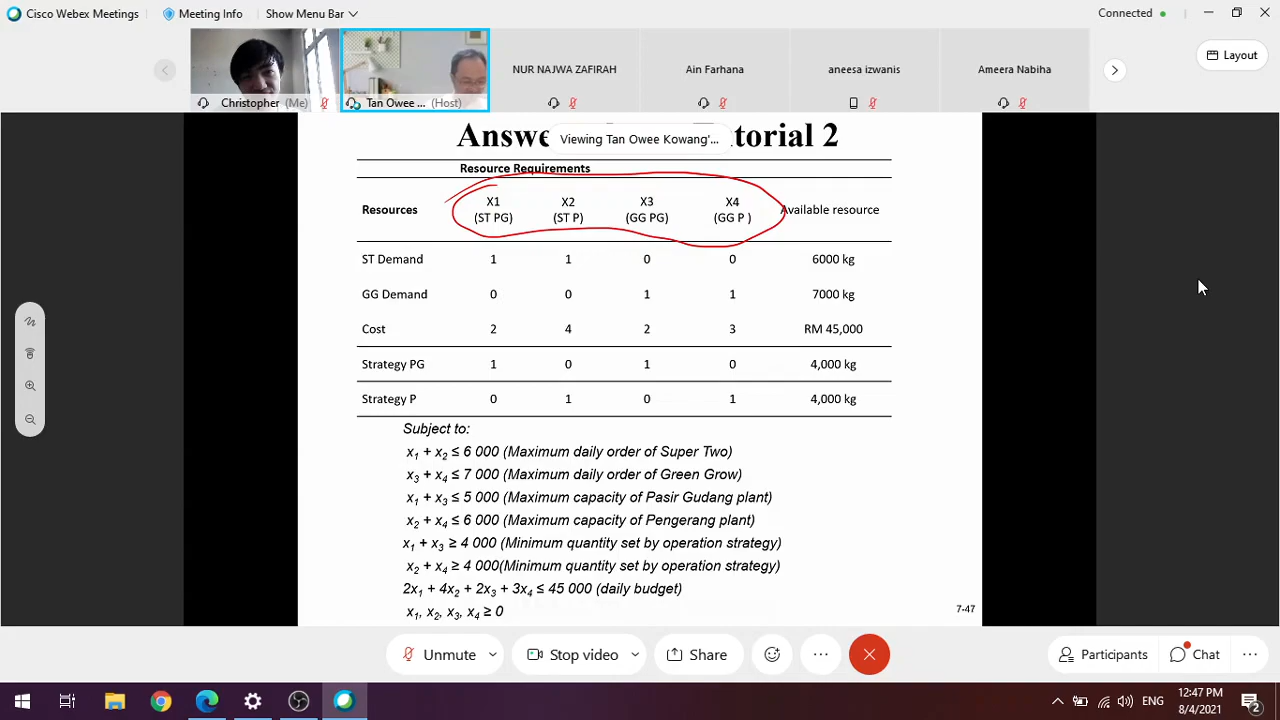 Cisco Webex Meetings Meeting Info Show Menu Bar Connected
Layout
Christopher (Me) Tan Owee ... (Host) NUR NAJWA ZAFIRAH Ain Farhana aneesa izwanis Ameera Nabiha
Viewing Tan Owee Kowang'...
Answe torial 2
Resource Requirements
Resources X1 (ST PG) X2 (ST P) X3 (GG PG) X4 (GG P ) Available resource
ST Demand 1 1 0 0 6000 kg
GG Demand 0 0 1 1 7000 kg
Cost 2 4 2 3 RM 45,000
Strategy PG 1 0 1 0 4,000 kg
Strategy P 0 1 0 1 4,000 kg
Subject to:
x₁ + x₂ ≤ 6 000 (Maximum daily order of Super Two)
x₃ + x₄ ≤ 7 000 (Maximum daily order of Green Grow)
x₁ + x₃ ≤ 5 000 (Maximum capacity of Pasir Gudang plant)
x₂ + x₄ ≤ 6 000 (Maximum capacity of Pengerang plant)
x₁ + x₃ ≥ 4 000 (Minimum quantity set by operation strategy)
x₂ + x₄ ≥ 4 000(Minimum quantity set by operation strategy)
2x₁ + 4x₂ + 2x₃ + 3x₄ ≤ 45 000 (daily budget)
x₁, x₂, x₃, x₄ ≥ 0
7-47
Unmute Stop video Share Participants Chat
ENG 12:47 PM
8/4/2021 2